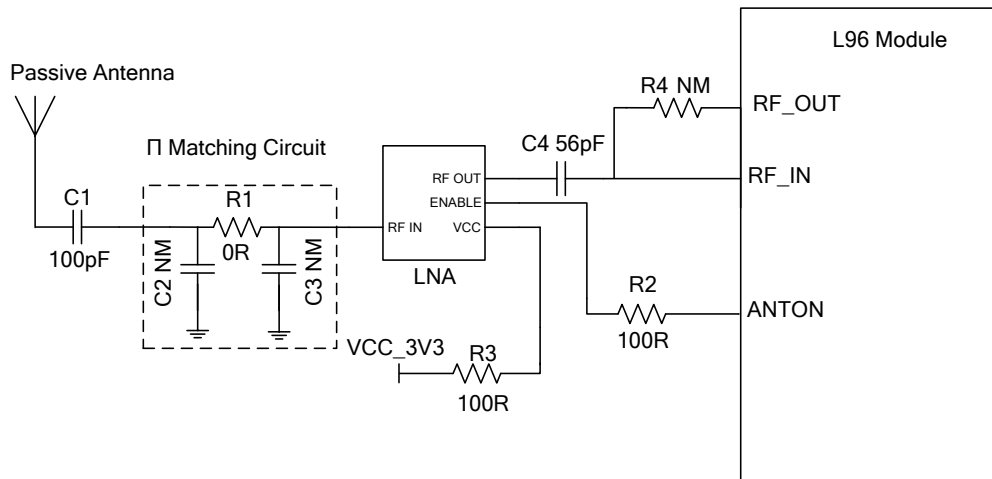 L96 Module
Passive Antenna
R4 NM
RF_OUT
C4 56pF
Π Matching Circuit
RF_IN
RF OUT
C1
R1
ENABLE
RF IN
VCC
100pF
0R
C2 NM
C3 NM
LNA
R2
ANTON
100R
VCC_3V3
R3
100R